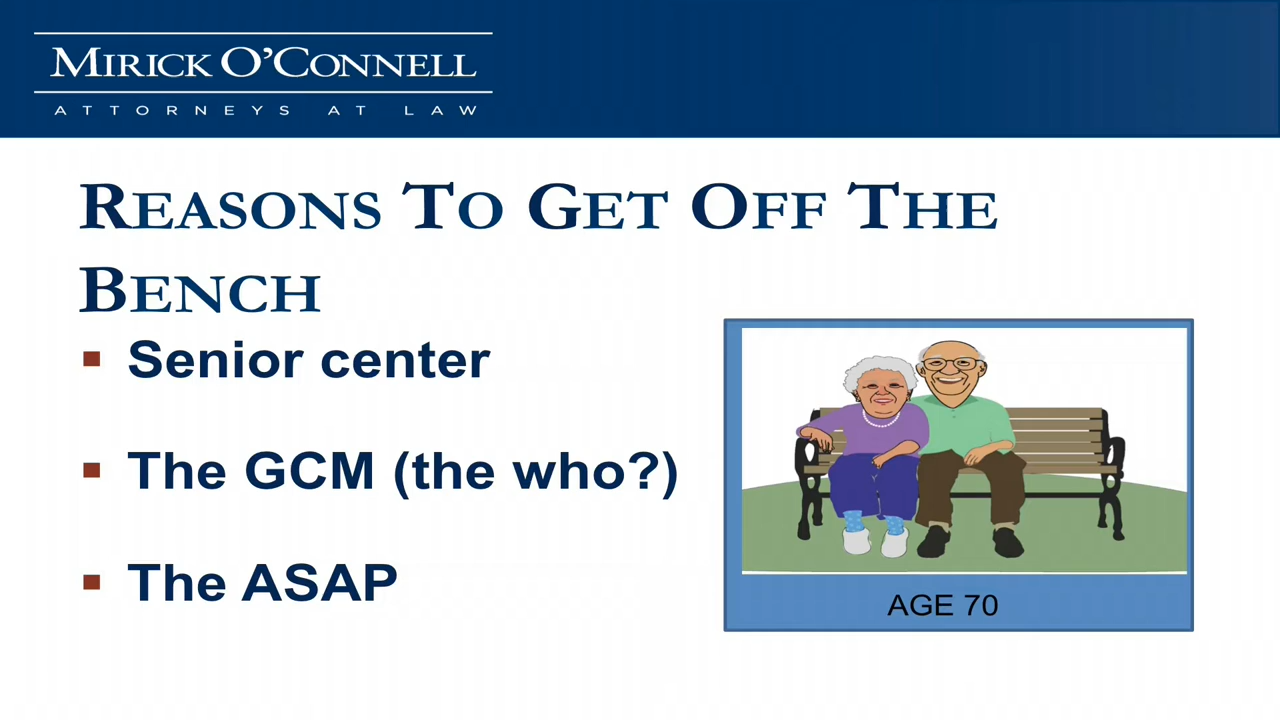 MIRICK O'CONNELL
ATTORNEYS AT LAW
REASONS TO GET OFF THE
BENCH
Senior center
The GCM (the who?)
The ASAP
AGE 70